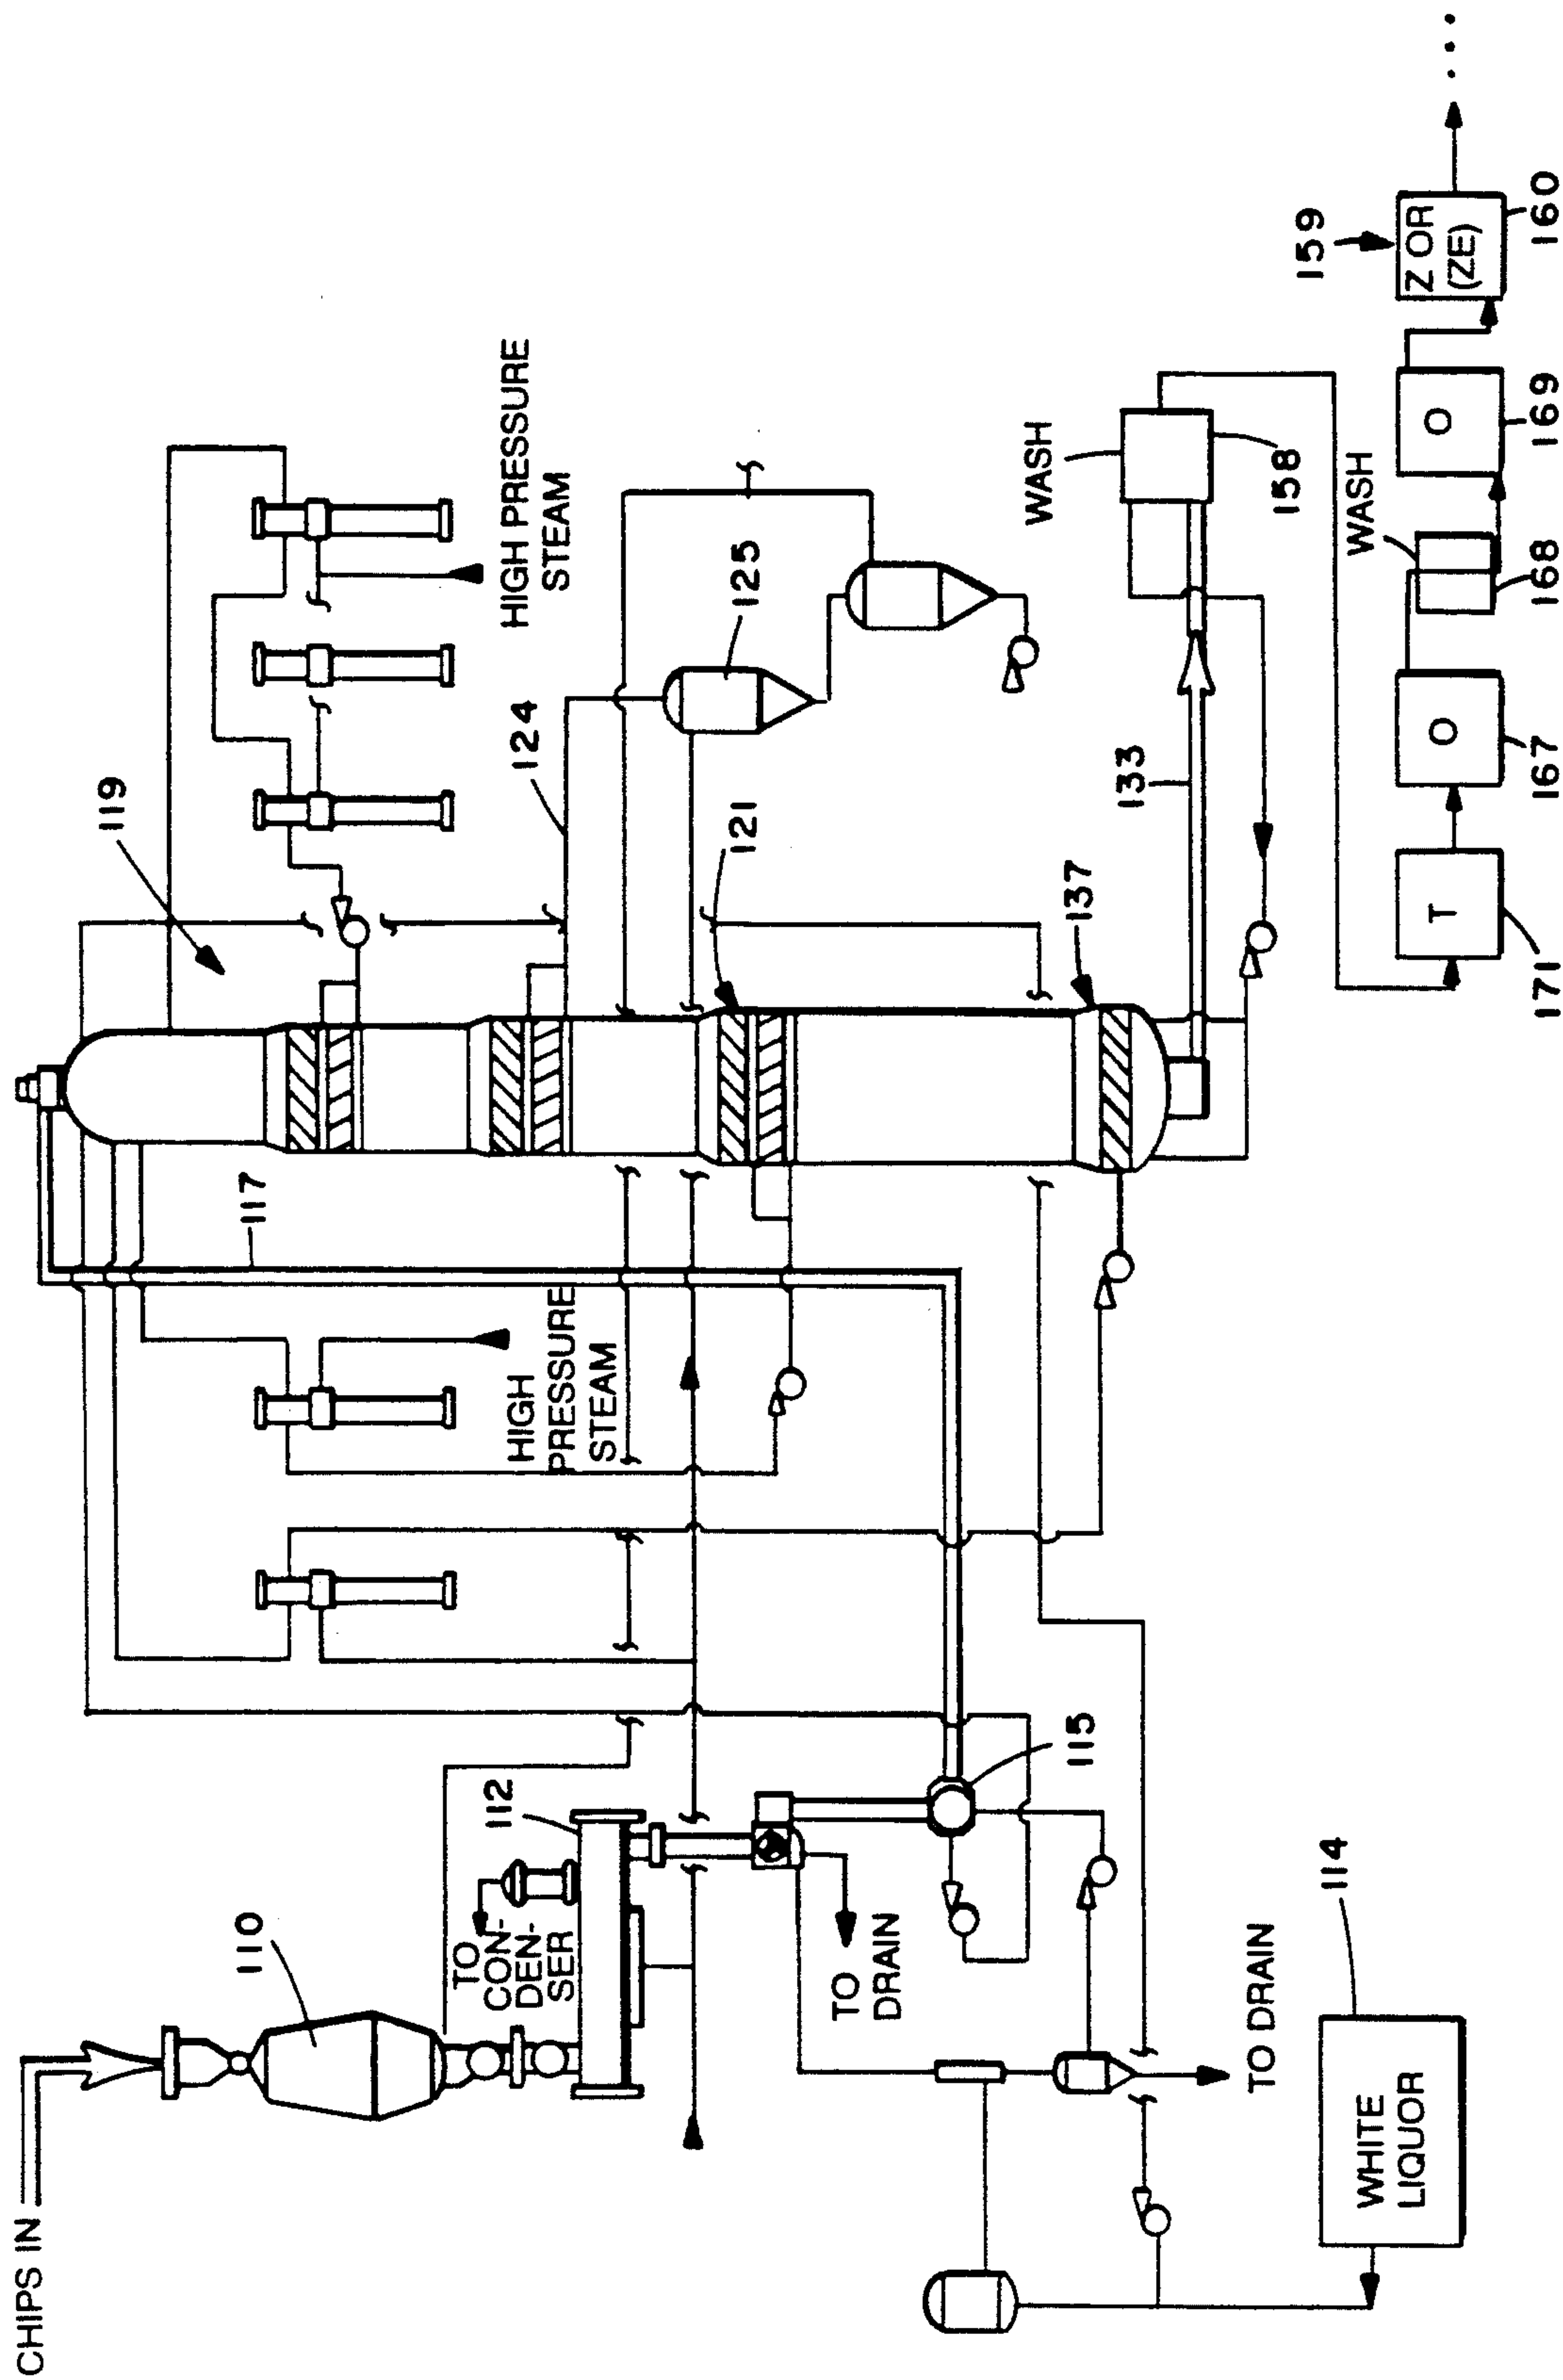 CHIPS IN
110
TO
CON-
DEN-
SER
112
TO
DRAIN
115
TO DRAIN
WHITE
LIQUOR
114
117
HIGH
PRESSURE
STEAM
119
HIGH PRESSURE
STEAM
124
125
121
137
133
WASH
158
171
T
O
167
WASH
168
O
169
159
Z OR
(ZE)
160